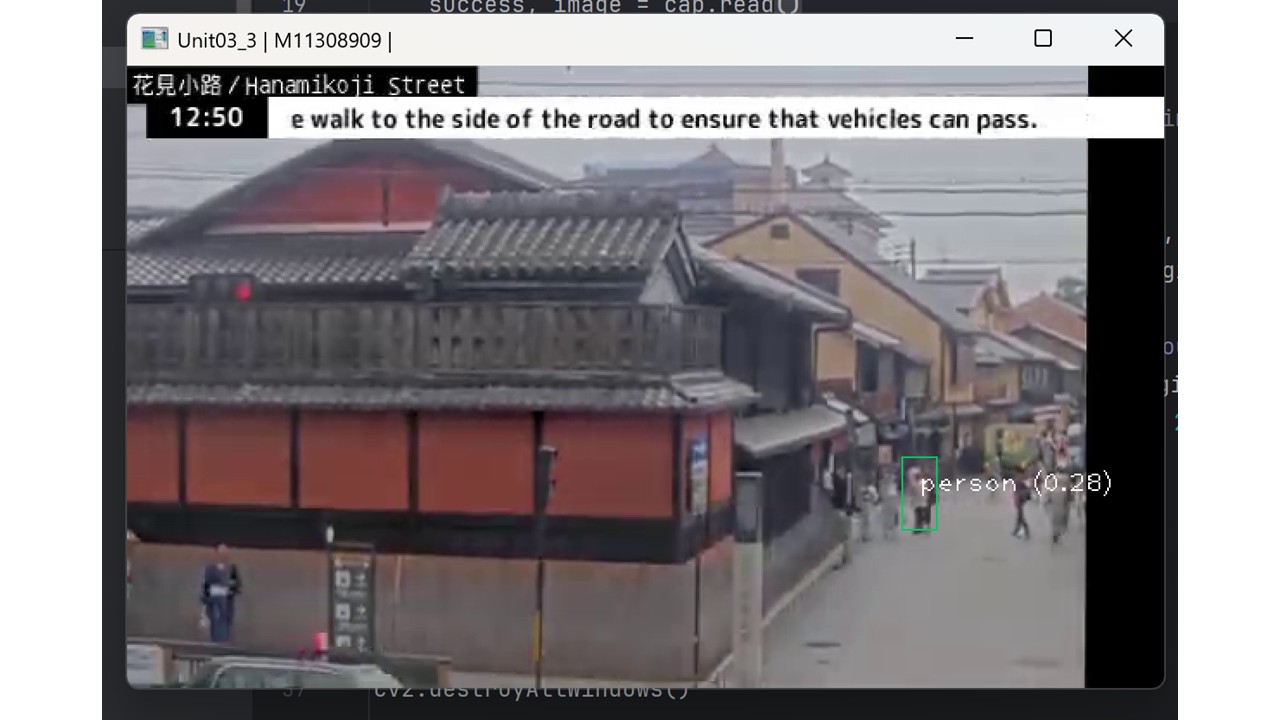 19 success, image = cap.read()
Unit03_3 | M11308909 |
花見小路/Hanamikoji Street
12:50 e walk to the side of the road to ensure that vehicles can pass.
person (0.28)
cv2.destroyAllWindows()